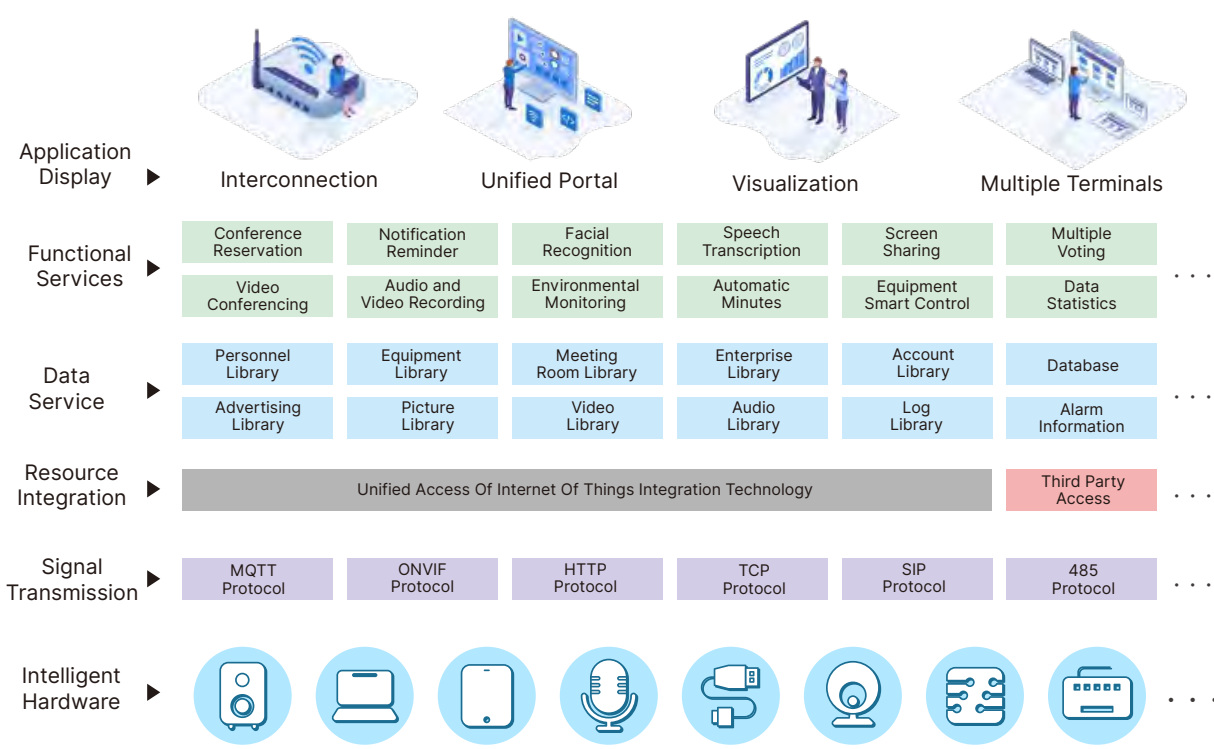 Application
Display
Interconnection
Unified Portal
Visualization
Multiple Terminals
Functional
Services
Conference
Reservation
Notification
Reminder
Facial
Recognition
Speech
Transcription
Screen
Sharing
Multiple
Voting
Video
Conferencing
Audio and
Video Recording
Environmental
Monitoring
Automatic
Minutes
Equipment
Smart Control
Data
Statistics
. . .
Data
Service
Personnel
Library
Equipment
Library
Meeting
Room Library
Enterprise
Library
Account
Library
Database
Advertising
Library
Picture
Library
Video
Library
Audio
Library
Log
Library
Alarm
Information
. . .
Resource
Integration
Unified Access Of Internet Of Things Integration Technology
Third Party
Access
. . .
Signal
Transmission
MQTT
Protocol
ONVIF
Protocol
HTTP
Protocol
TCP
Protocol
SIP
Protocol
485
Protocol
. . .
Intelligent
Hardware
. . .